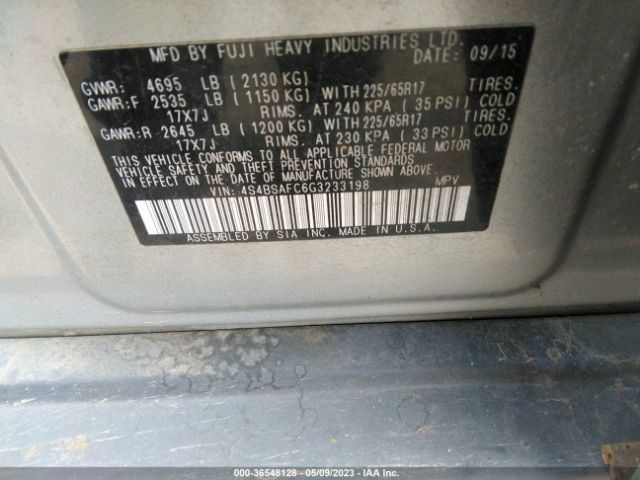 MFD BY FUJI HEAVY INDUSTRIES LTD.
DATE: 09/15
GVWR: 4695 LB ( 2130 KG)
GAWR:F 2535 LB ( 1150 KG) WITH 225/65R17 TIRES.
17X7J RIMS. AT 240 KPA ( 35 PSI) COLD
GAWR:R 2645 LB ( 1200 KG) WITH 225/65R17 TIRES.
17X7J RIMS. AT 230 KPA ( 33 PSI) COLD
THIS VEHICLE CONFORMS TO ALL APPLICABLE FEDERAL MOTOR
VEHICLE SAFETY AND THEFT PREVENTION STANDARDS
IN EFFECT ON THE DATE OF MANUFACTURE SHOWN ABOVE.
VIN: 4S4BSAFC6G3233198 MPV
ASSEMBLED BY SIA INC. MADE IN U.S.A.
000-36548128 - 05/09/2023 - IAA Inc.